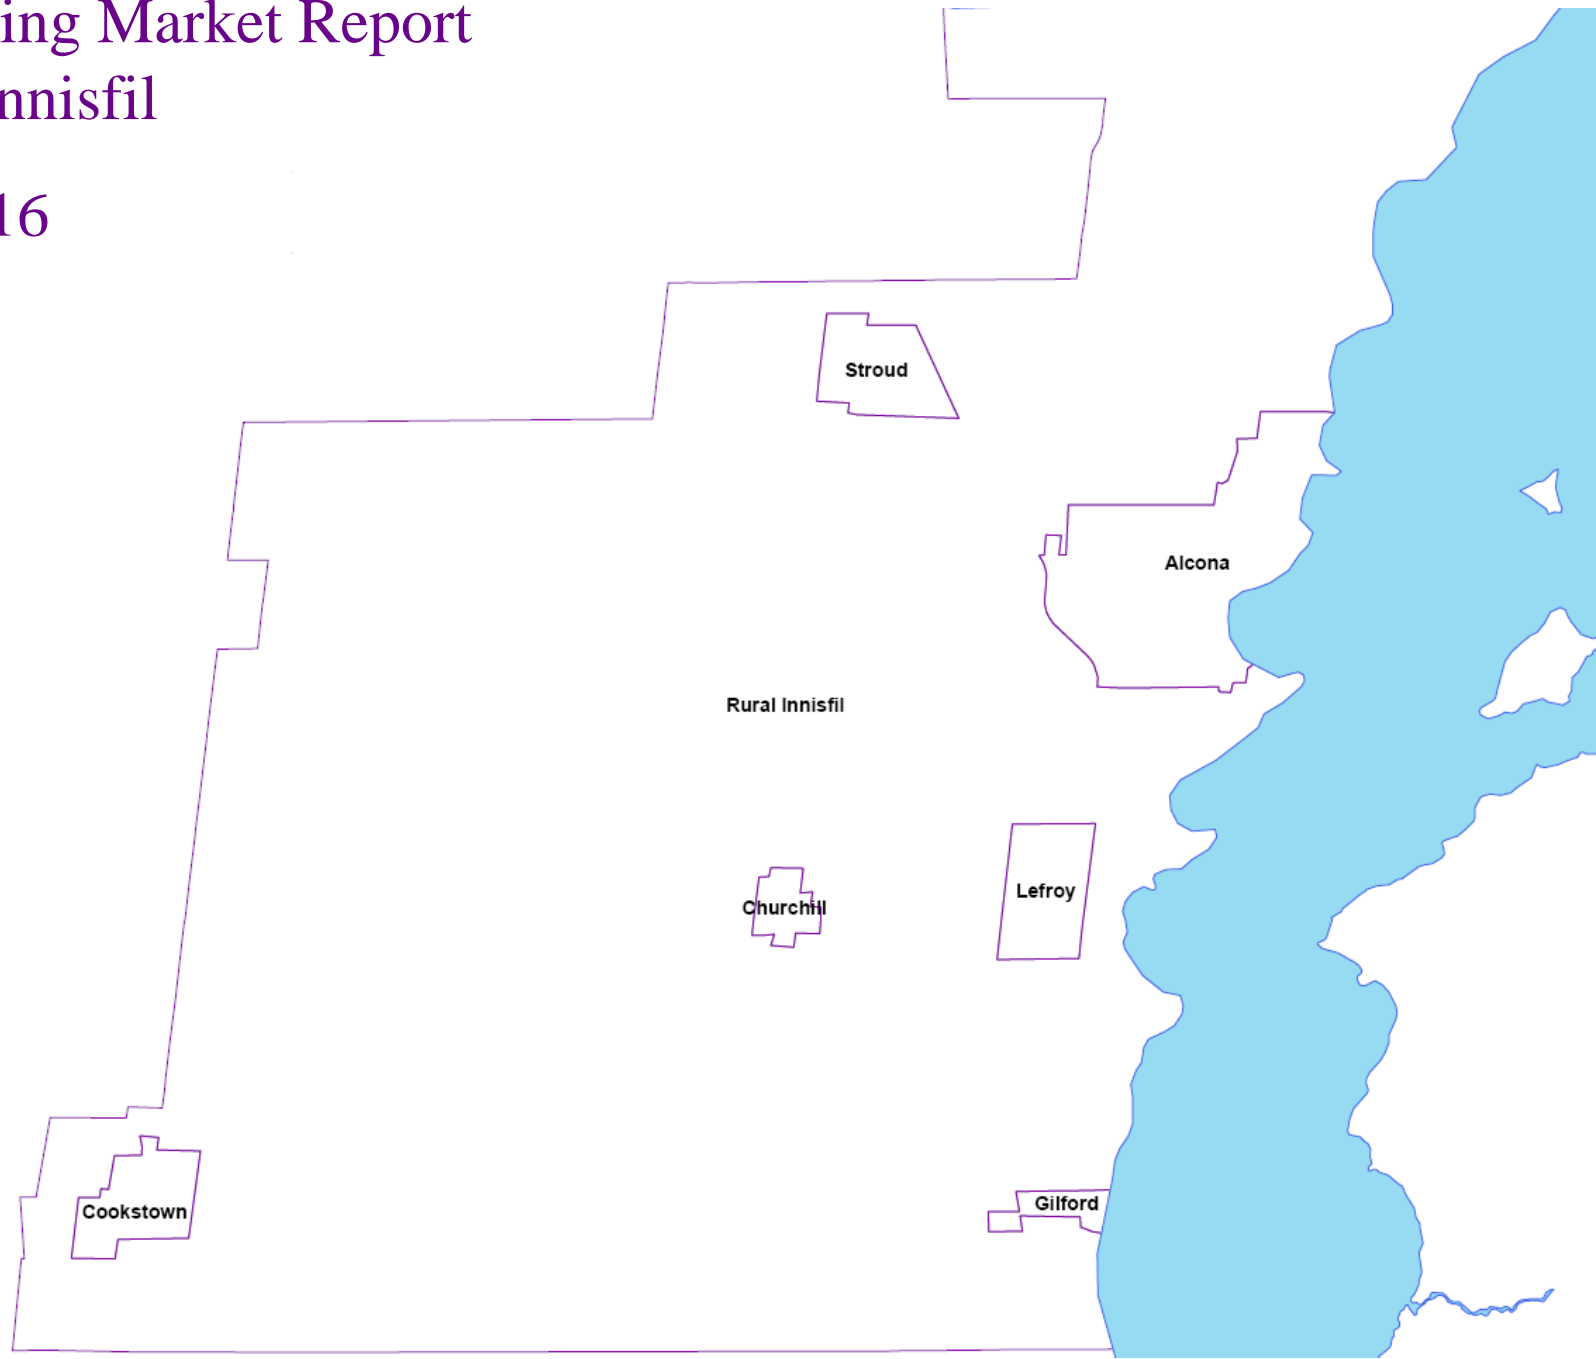 ing Market Report
nnisfil
16
Stroud
Alcona
Rural Innisfil
Lefroy
Churchill
Gilford
Cookstown